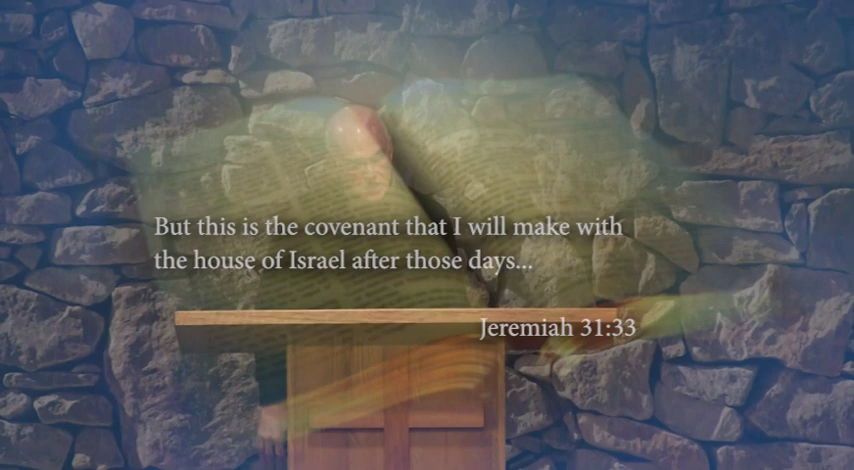 But this is the covenant that I will make with
the house of Israel after those days...
Jeremiah 31:33